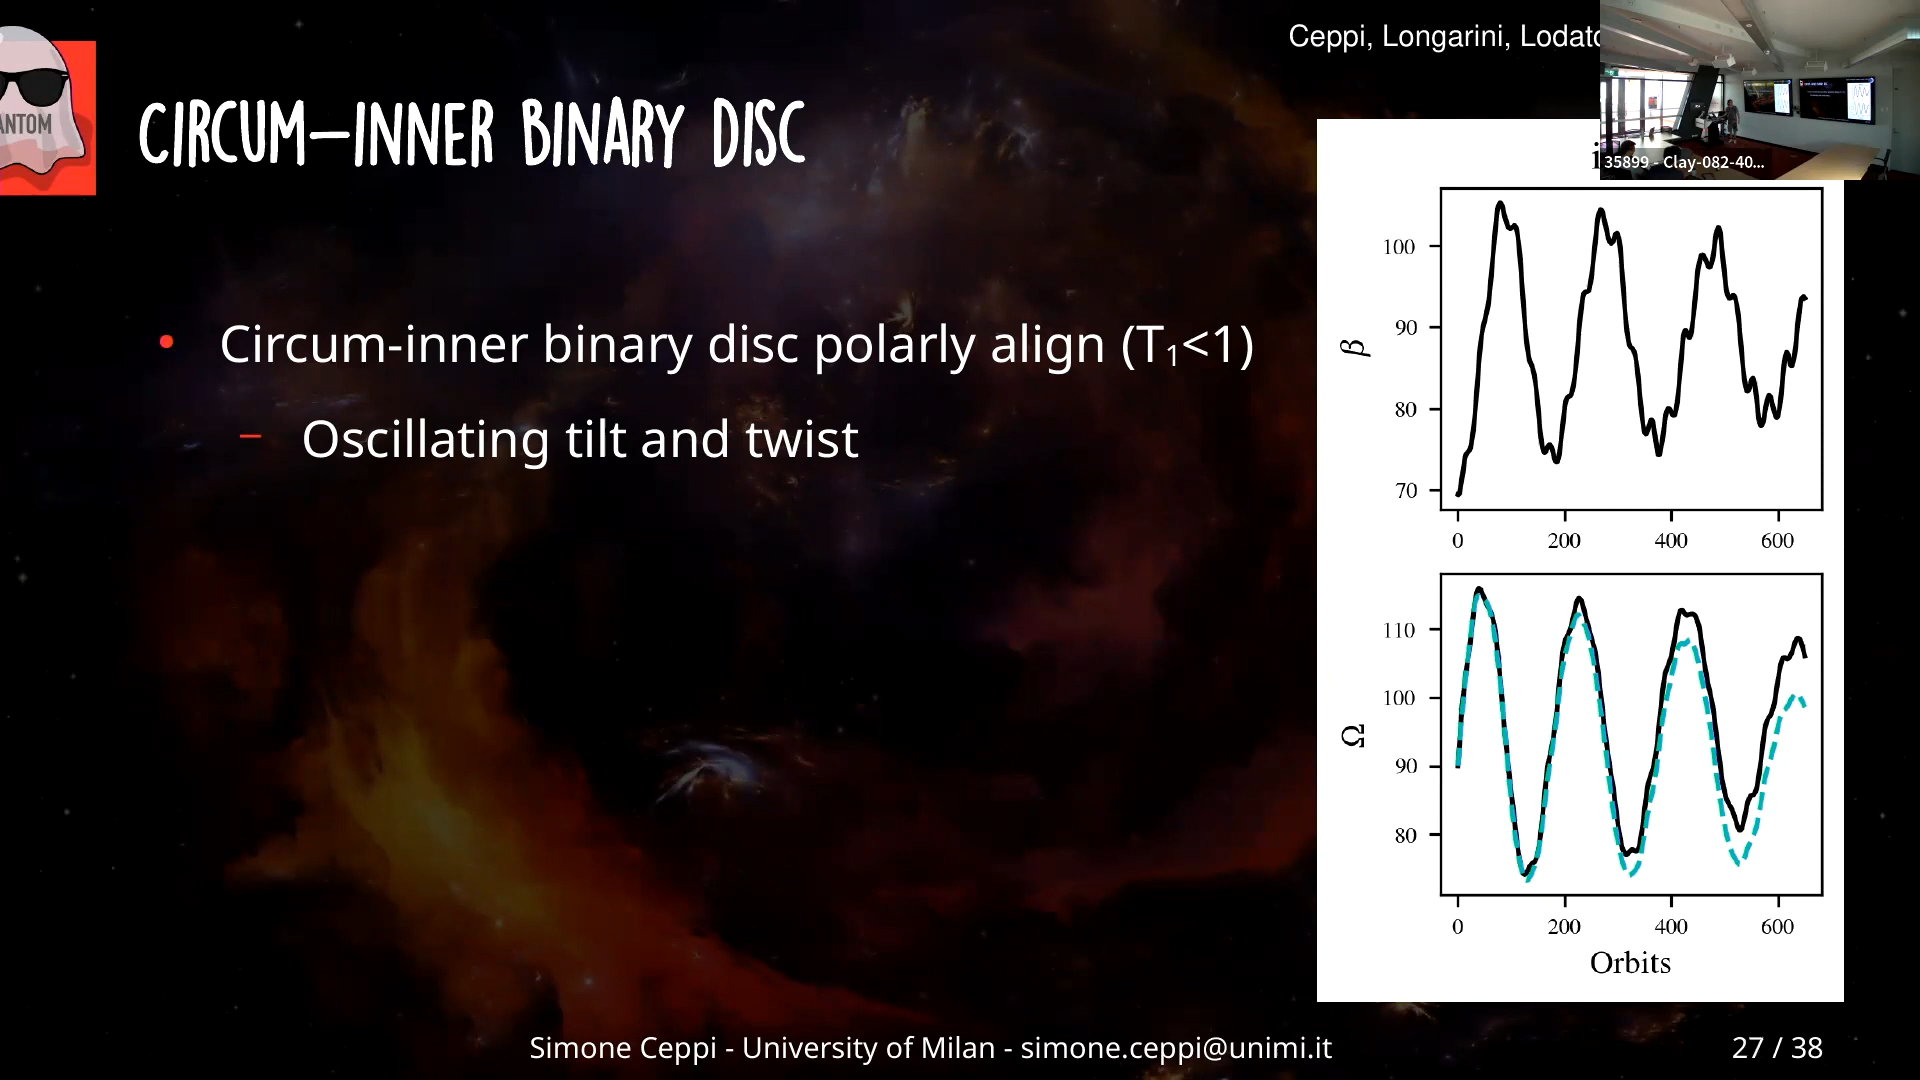 Ceppi, Longarini, Lodato
ANTOM
CIRCUM-INNER BINARY DISC
35899 - Clay-082-40...
• Circum-inner binary disc polarly align (T₁<1)
– Oscillating tilt and twist
100
90
80
70
β
0 200 400 600
110
100
90
80
Ω
0 200 400 600
Orbits
Simone Ceppi - University of Milan - simone.ceppi@unimi.it
27 / 38